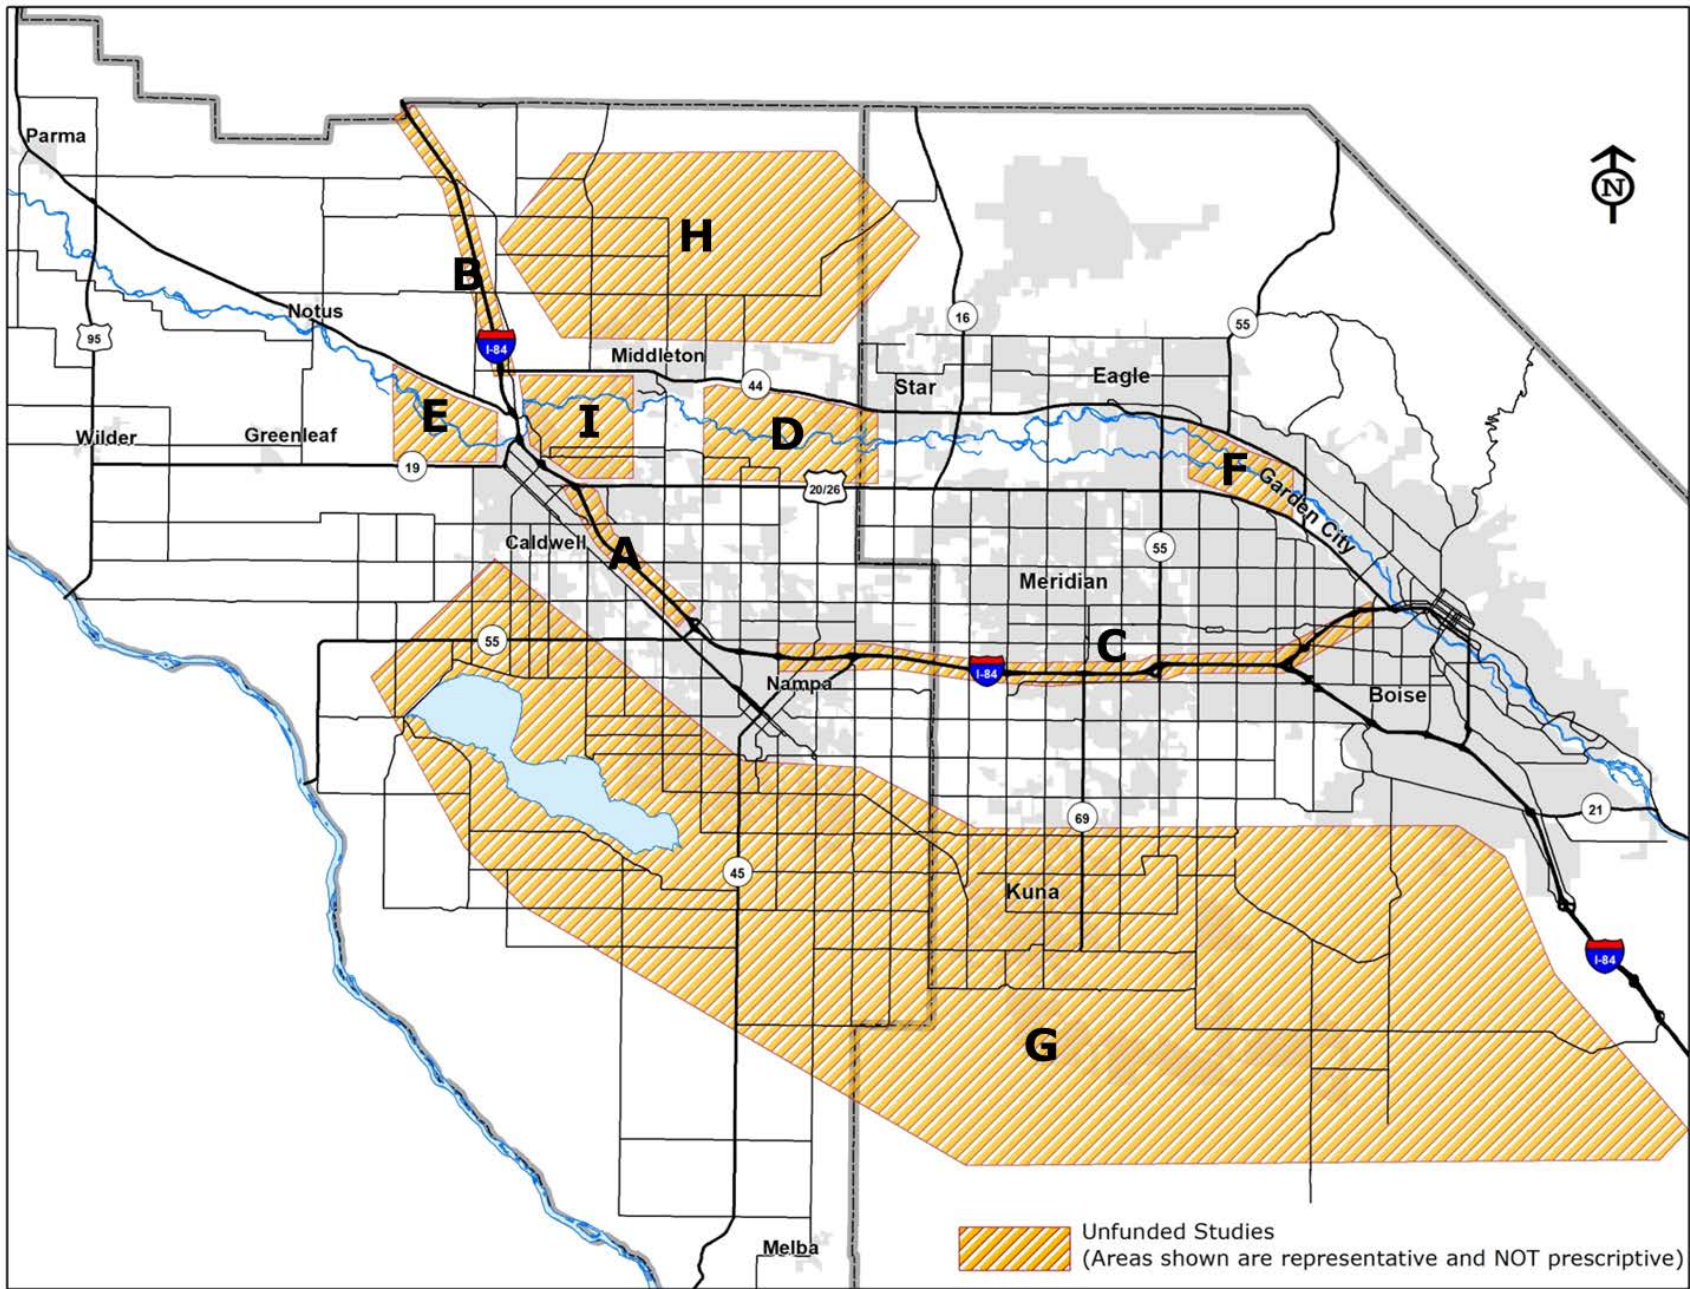 N
Parma
H
B
Notus
95
16
55
I-84
Middleton
44
Star
Eagle
E
I
D
Wilder
Greenleaf
19
20/26
F
Garden City
Caldwell
A
55
Meridian
55
C
I-84
Nampa
Boise
69
21
45
Kuna
I-84
G
Unfunded Studies
(Areas shown are representative and NOT prescriptive)
Melba